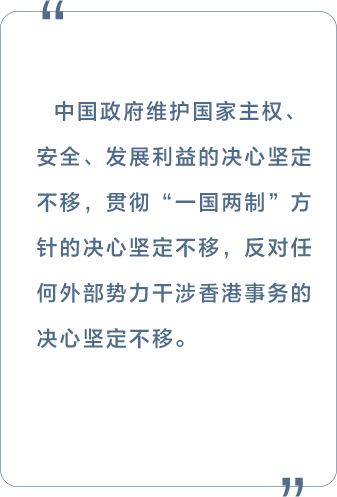 “
中国政府维护国家主权、
安全、发展利益的决心坚定
不移，贯彻“一国两制”方
针的决心坚定不移，反对任
何外部势力干涉香港事务的
决心坚定不移。
”